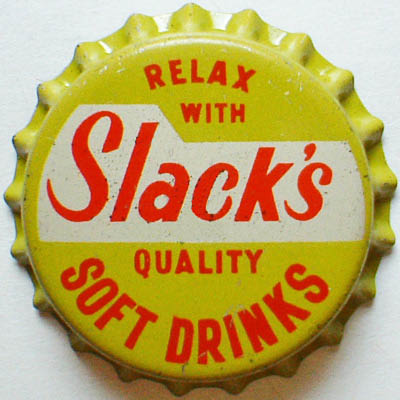 RELAX
WITH
Slack's
QUALITY
SOFT DRINKS